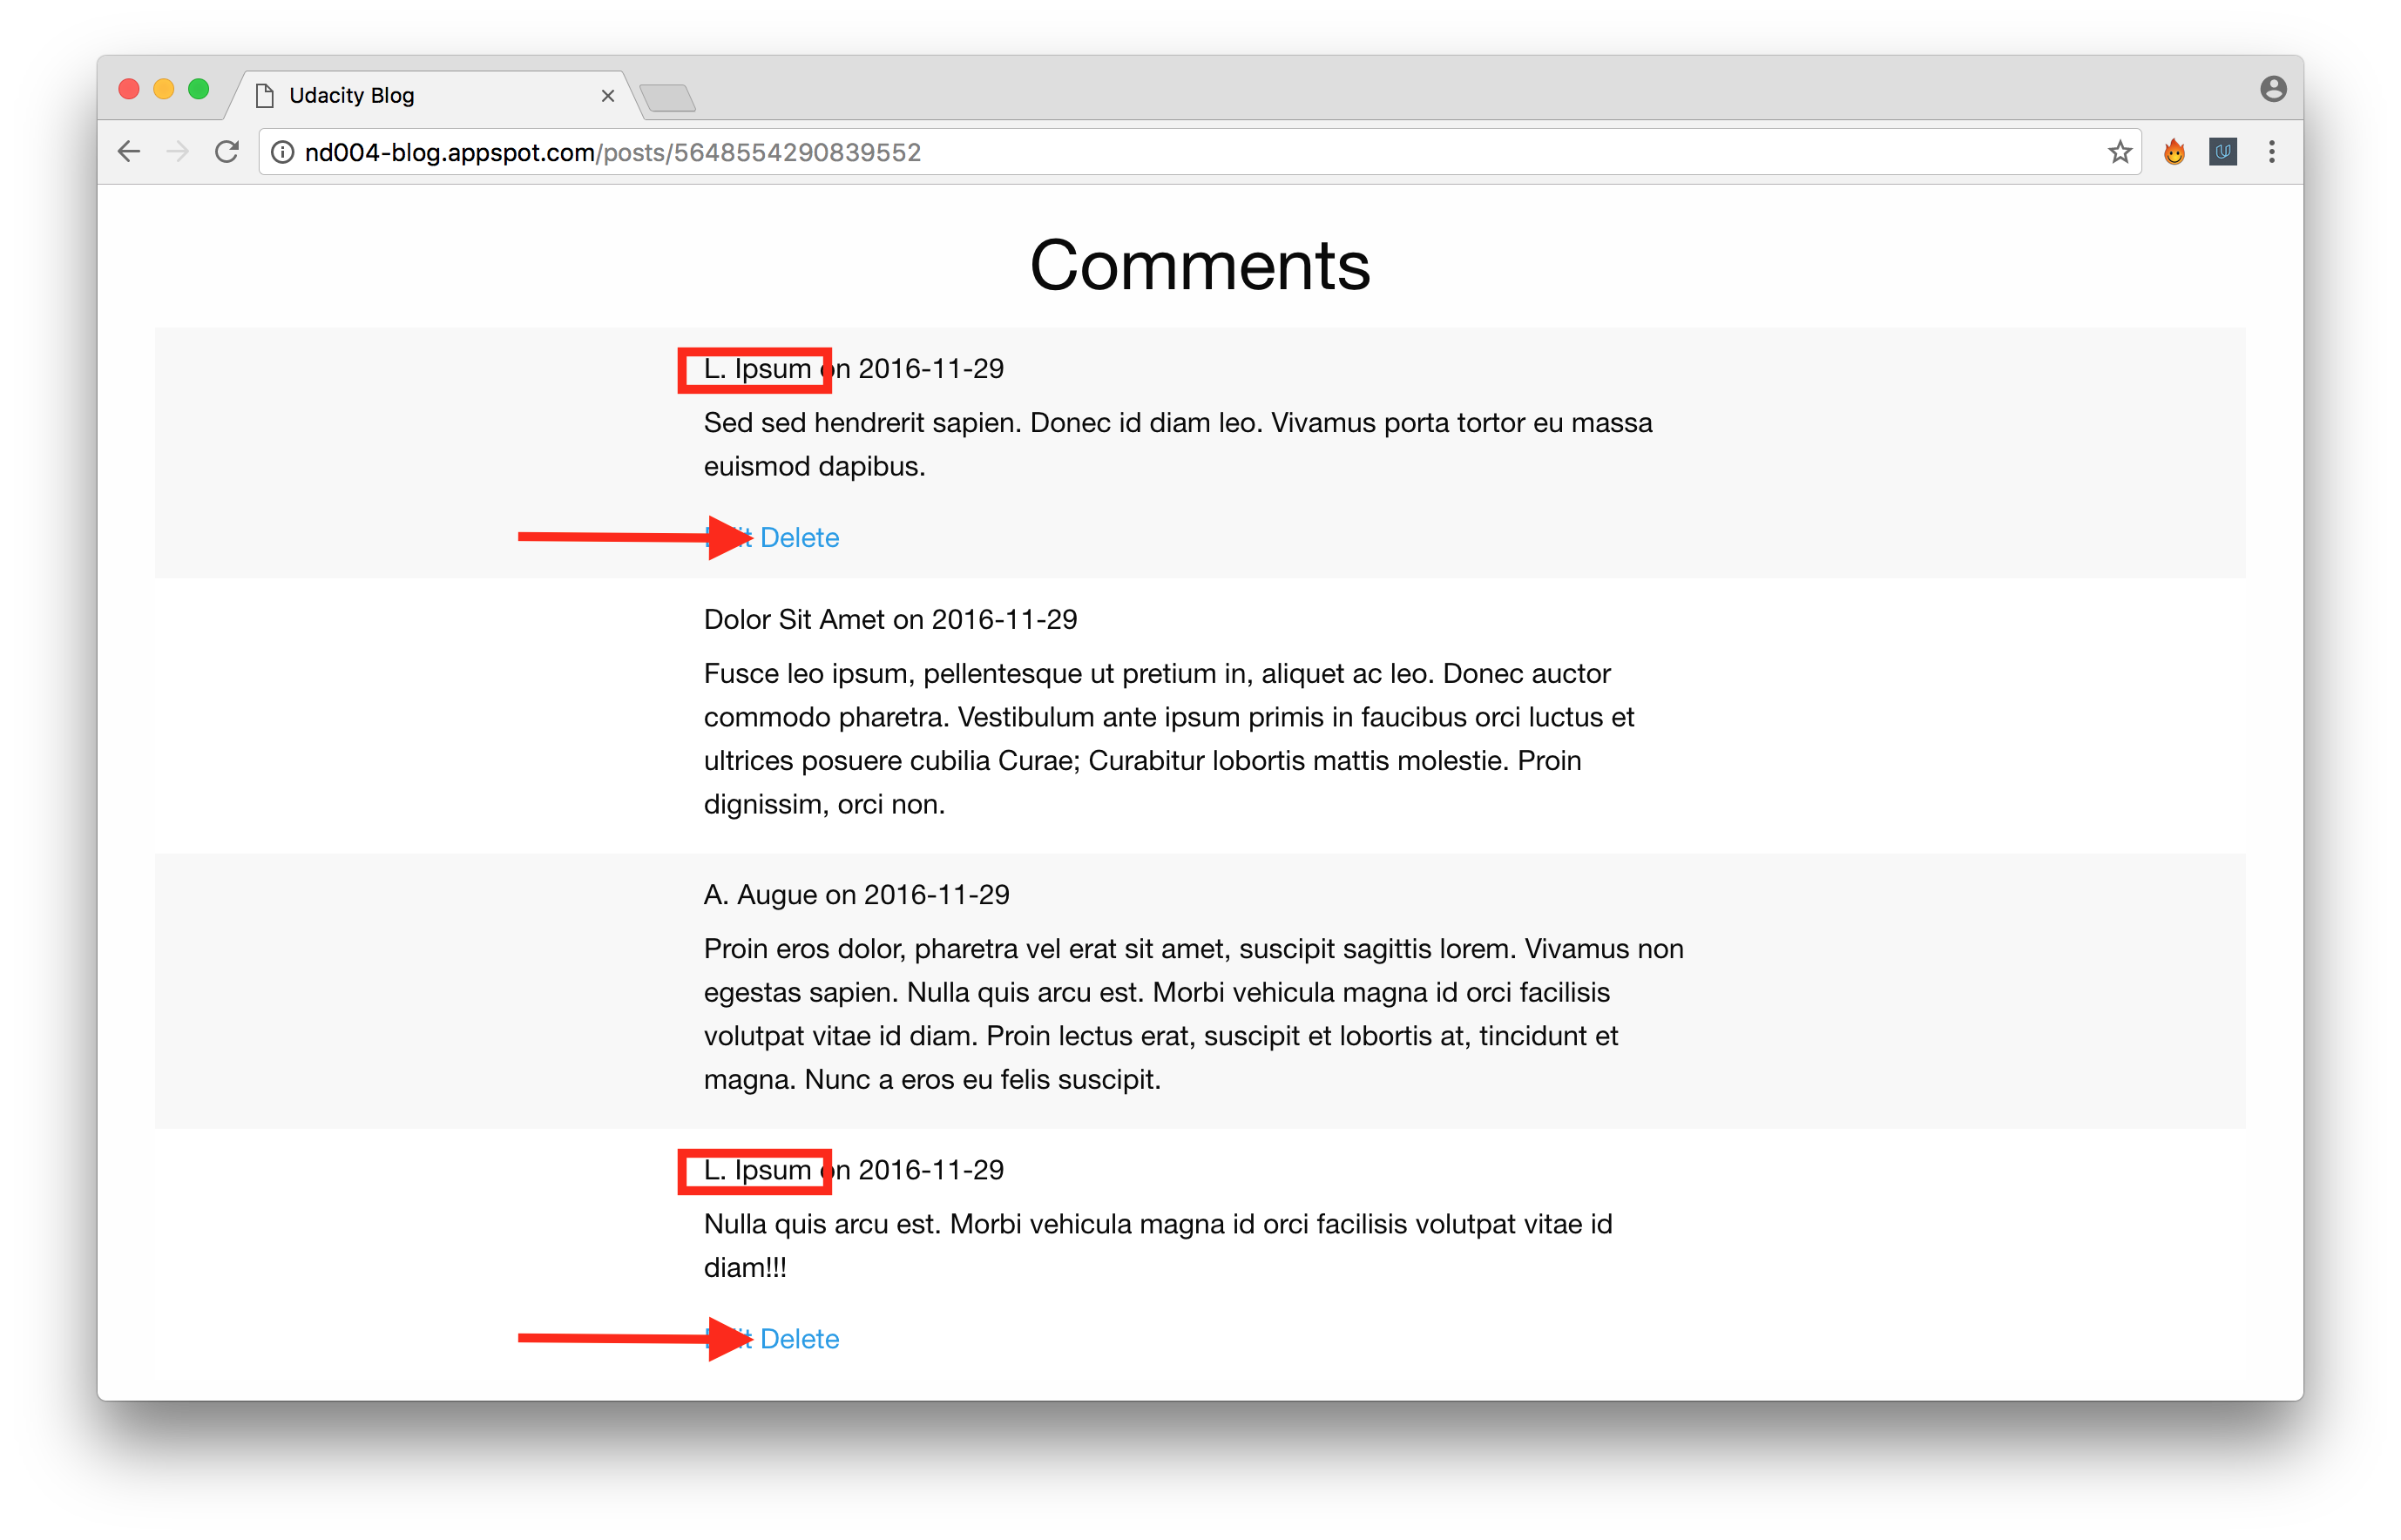 Udacity Blog
nd004-blog.appspot.com/posts/5648554290839552
Comments
L. Ipsum on 2016-11-29
Sed sed hendrerit sapien. Donec id diam leo. Vivamus porta tortor eu massa
euismod dapibus.
Delete
Dolor Sit Amet on 2016-11-29
Fusce leo ipsum, pellentesque ut pretium in, aliquet ac leo. Donec auctor
commodo pharetra. Vestibulum ante ipsum primis in faucibus orci luctus et
ultrices posuere cubilia Curae; Curabitur lobortis mattis molestie. Proin
dignissim, orci non.
A. Augue on 2016-11-29
Proin eros dolor, pharetra vel erat sit amet, suscipit sagittis lorem. Vivamus non
egestas sapien. Nulla quis arcu est. Morbi vehicula magna id orci facilisis
volutpat vitae id diam. Proin lectus erat, suscipit et lobortis at, tincidunt et
magna. Nunc a eros eu felis suscipit.
L. Ipsum on 2016-11-29
Nulla quis arcu est. Morbi vehicula magna id orci facilisis volutpat vitae id
diam!!!
Delete